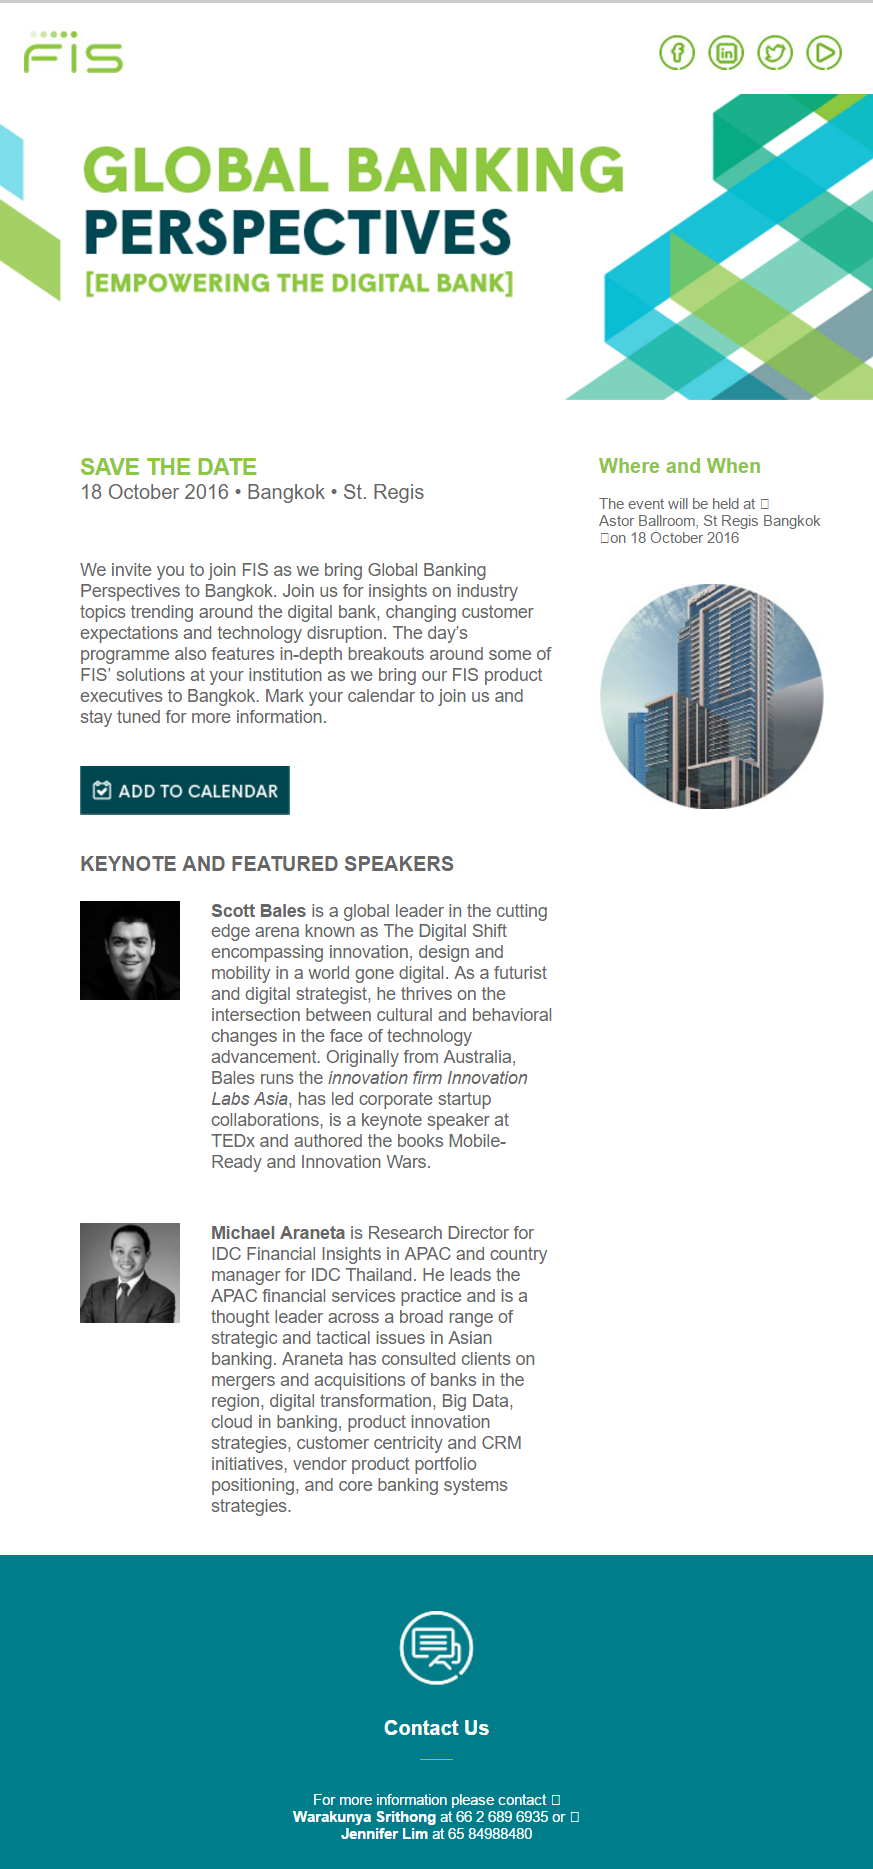 FIS
GLOBAL BANKING
PERSPECTIVES
[EMPOWERING THE DIGITAL BANK]
SAVE THE DATE
18 October 2016 • Bangkok • St. Regis
We invite you to join FIS as we bring Global Banking
Perspectives to Bangkok. Join us for insights on industry
topics trending around the digital bank, changing customer
expectations and technology disruption. The day’s
programme also features in-depth breakouts around some of
FIS’ solutions at your institution as we bring our FIS product
executives to Bangkok. Mark your calendar to join us and
stay tuned for more information.
ADD TO CALENDAR
Where and When
The event will be held at
Astor Ballroom, St Regis Bangkok
on 18 October 2016
KEYNOTE AND FEATURED SPEAKERS
Scott Bales is a global leader in the cutting
edge arena known as The Digital Shift
encompassing innovation, design and
mobility in a world gone digital. As a futurist
and digital strategist, he thrives on the
intersection between cultural and behavioral
changes in the face of technology
advancement. Originally from Australia,
Bales runs the innovation firm Innovation
Labs Asia, has led corporate startup
collaborations, is a keynote speaker at
TEDx and authored the books Mobile-
Ready and Innovation Wars.
Michael Araneta is Research Director for
IDC Financial Insights in APAC and country
manager for IDC Thailand. He leads the
APAC financial services practice and is a
thought leader across a broad range of
strategic and tactical issues in Asian
banking. Araneta has consulted clients on
mergers and acquisitions of banks in the
region, digital transformation, Big Data,
cloud in banking, product innovation
strategies, customer centricity and CRM
initiatives, vendor product portfolio
positioning, and core banking systems
strategies.
Contact Us
For more information please contact
Warakunya Srithong at 66 2 689 6935 or
Jennifer Lim at 65 84988480